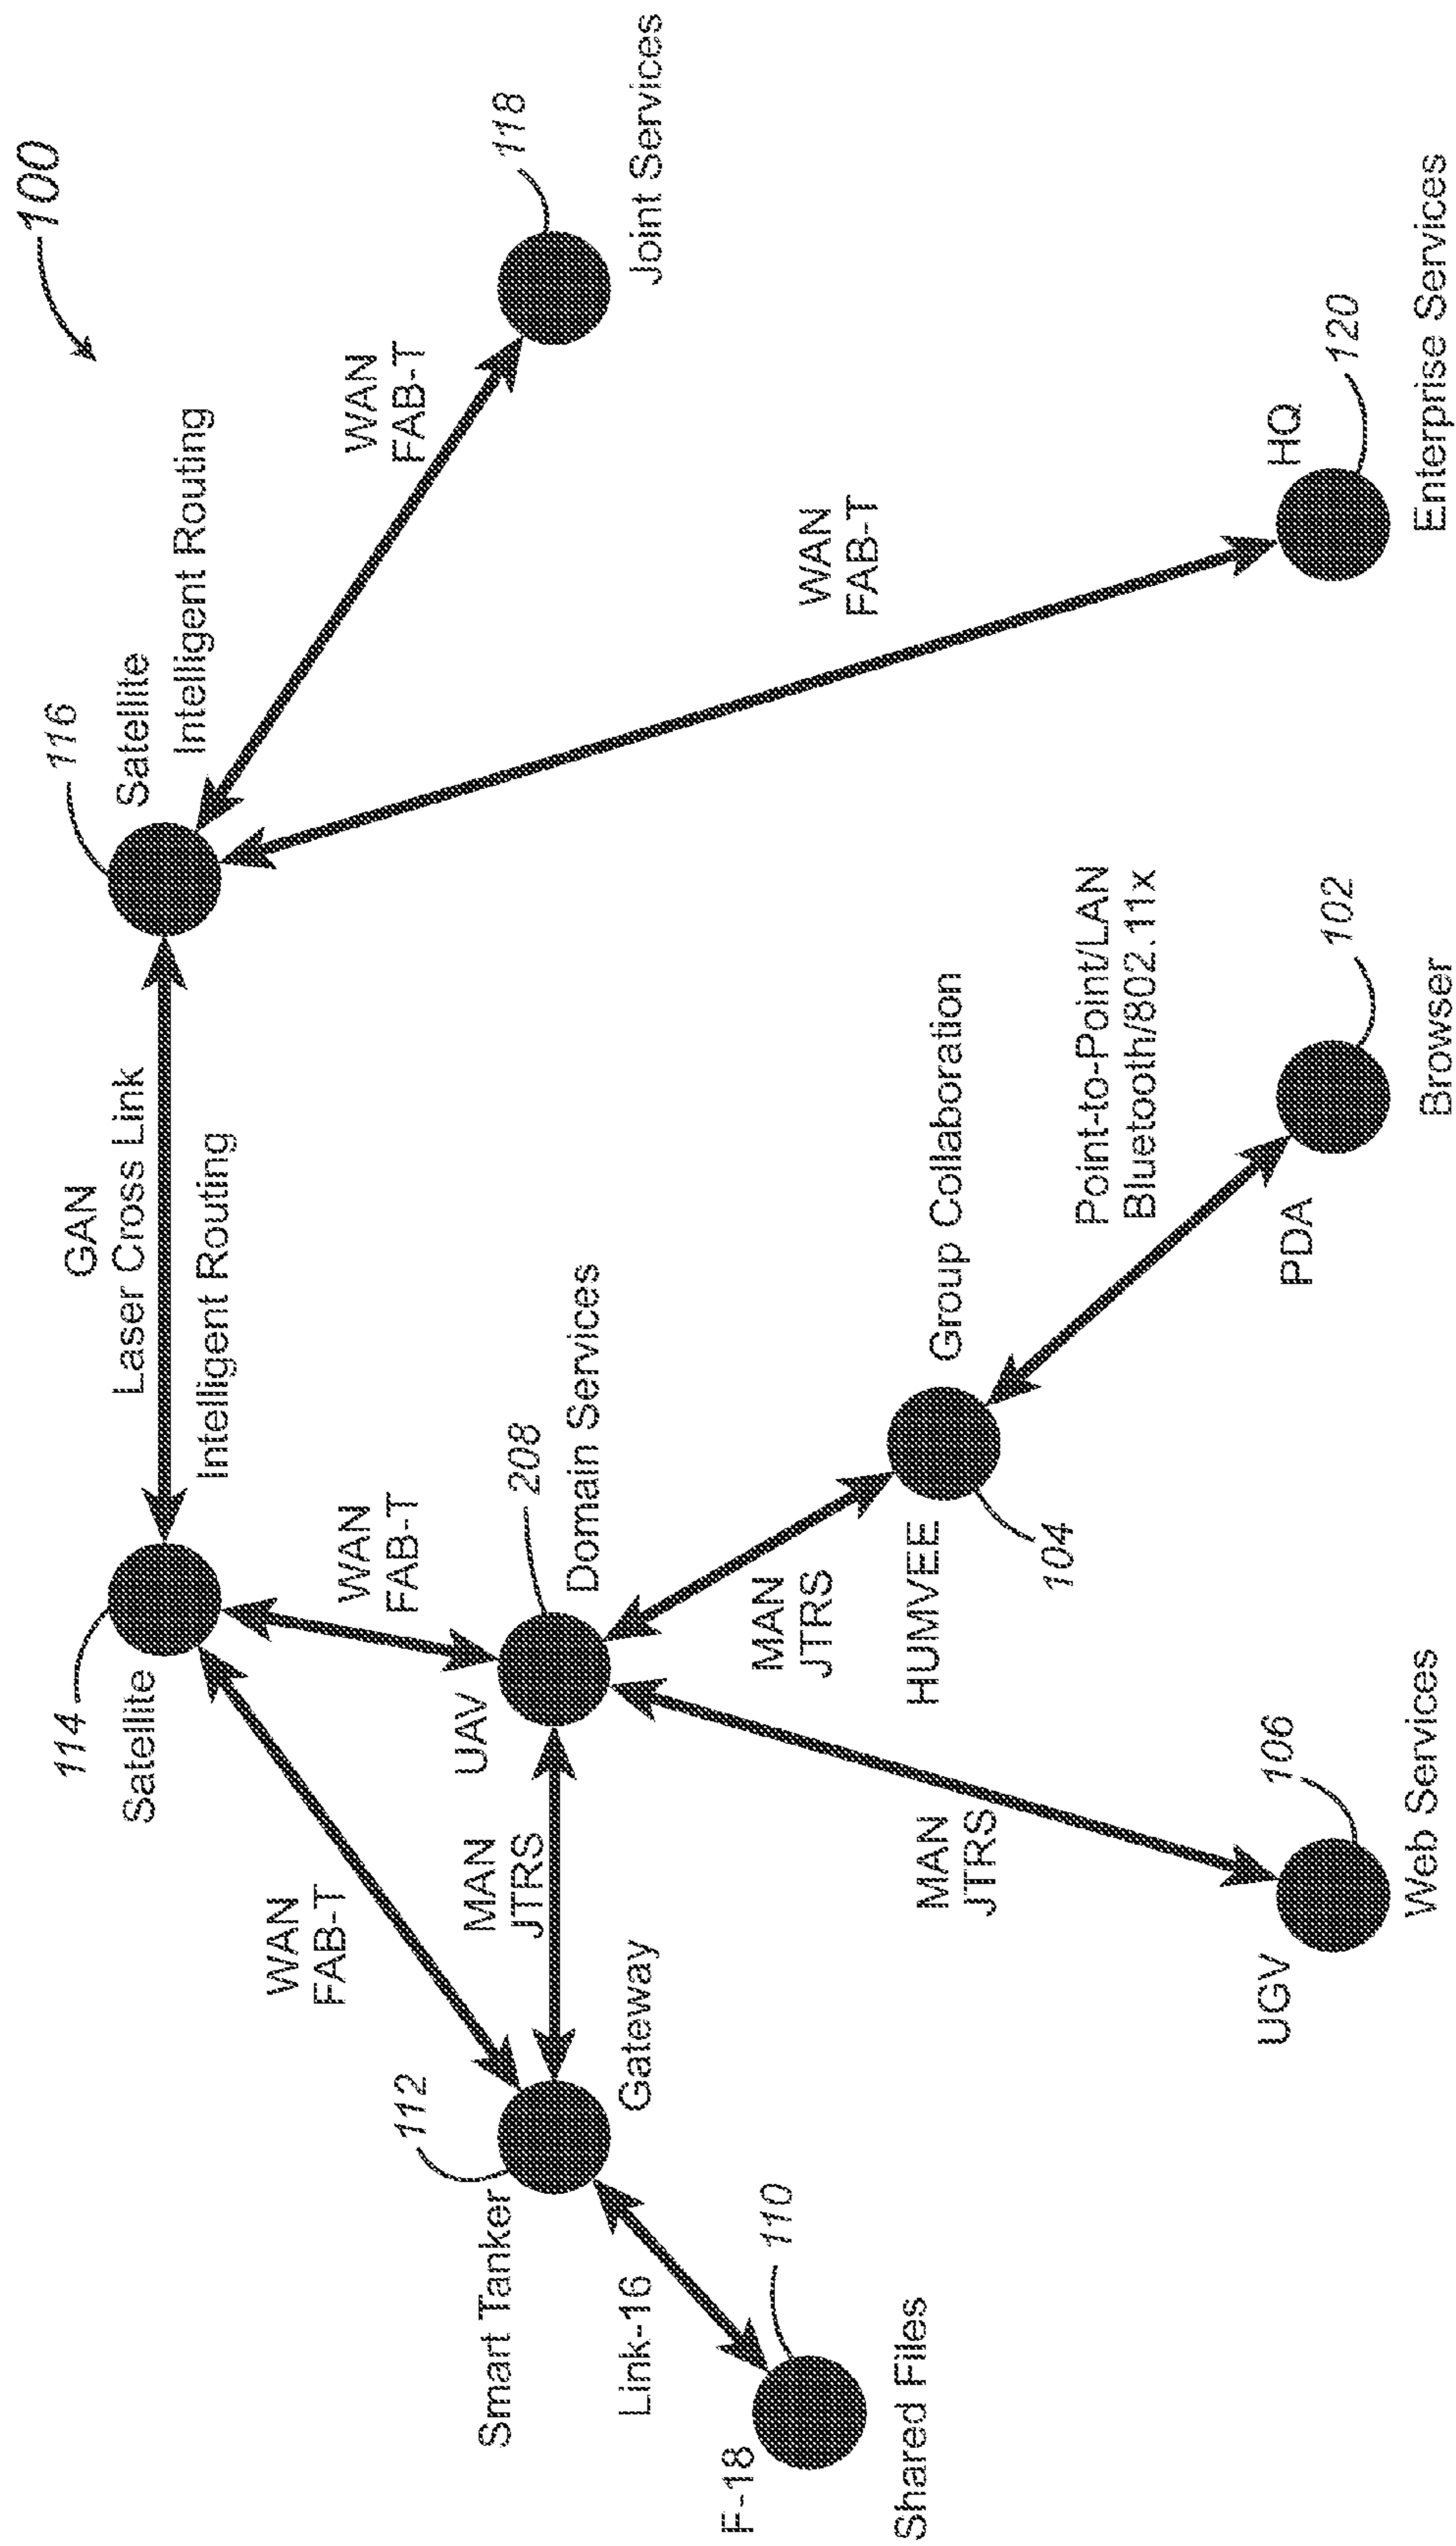 100
116
Satellite
Intelligent Routing
GAN
Laser Cross Link
Intelligent Routing
114
Satellite
WAN
FAB-T
118
Joint Services
WAN
FAB-T
WAN
FAB-T
208
UAV
Domain Services
MAN
JTRS
112
Smart Tanker
Gateway
Link-16
110
F-18
Shared Files
WAN
FAB-T
HQ
120
Enterprise Services
MAN
JTRS
HUMVEE
Group Collaboration
104
Point-to-Point/LAN
Bluetooth/802.11x
PDA
102
Browser
MAN
JTRS
UGV
106
Web Services